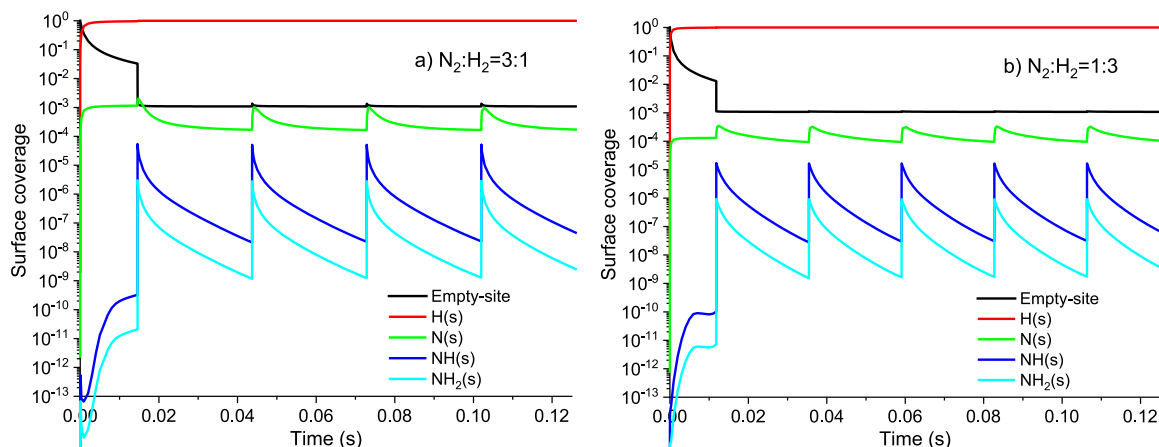 a) N₂:H₂=3:1
Surface coverage
10⁰
10⁻¹
10⁻²
10⁻³
10⁻⁴
10⁻⁵
10⁻⁶
10⁻⁷
10⁻⁸
10⁻⁹
10⁻¹⁰
10⁻¹¹
10⁻¹²
10⁻¹³
Empty-site
H(s)
N(s)
NH(s)
NH₂(s)
0.00 0.02 0.04 0.06 0.08 0.10 0.12
Time (s)
b) N₂:H₂=1:3
Surface coverage
10⁰
10⁻¹
10⁻²
10⁻³
10⁻⁴
10⁻⁵
10⁻⁶
10⁻⁷
10⁻⁸
10⁻⁹
10⁻¹⁰
10⁻¹¹
10⁻¹²
10⁻¹³
Empty-site
H(s)
N(s)
NH(s)
NH₂(s)
0.00 0.02 0.04 0.06 0.08 0.10 0.12
Time (s)